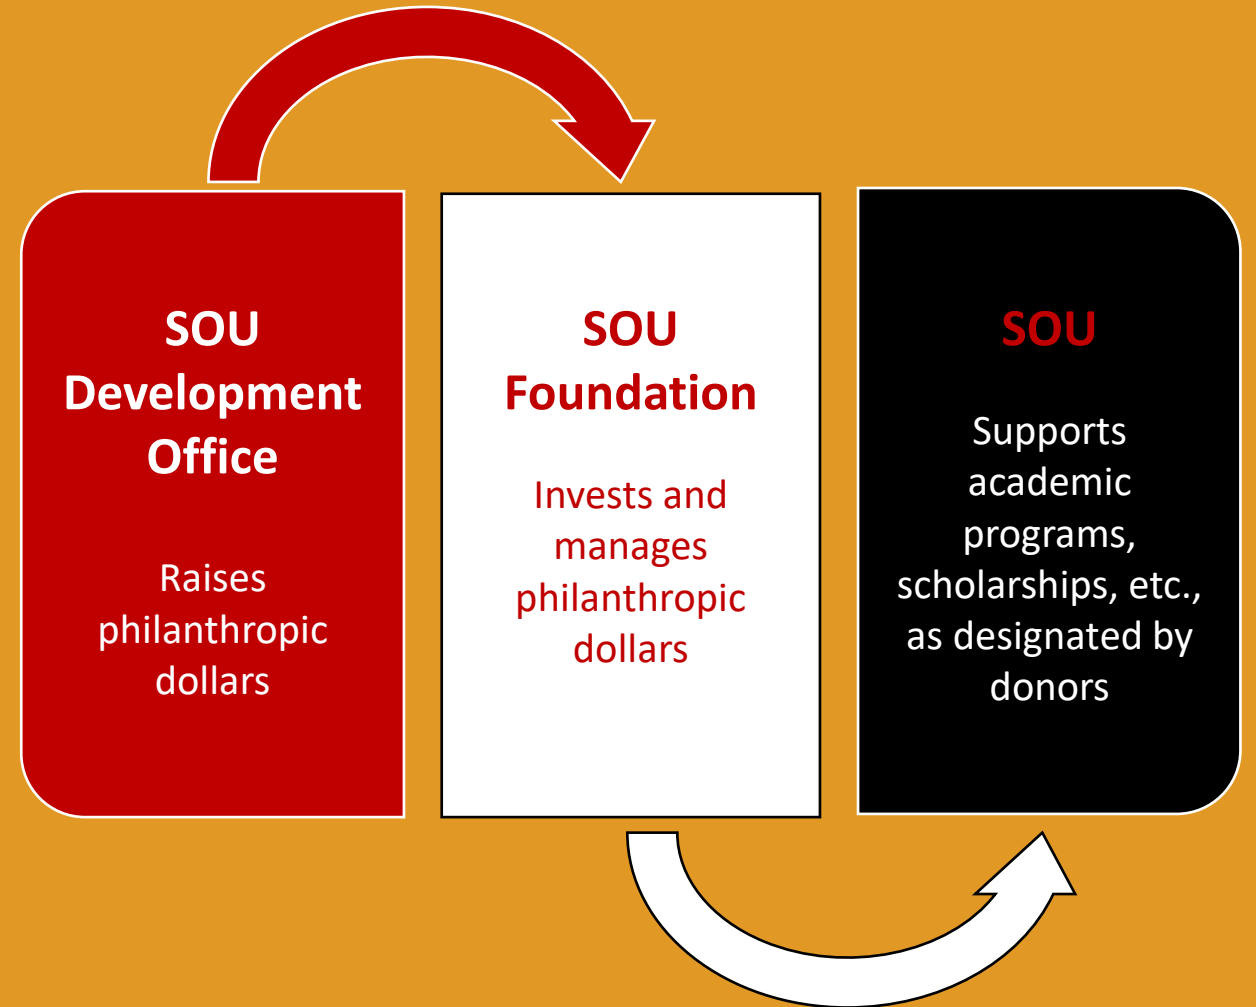 SOU
Development
Office
Raises
philanthropic
dollars
SOU
Foundation
Invests and
manages
philanthropic
dollars
SOU
Supports
academic
programs,
scholarships, etc.,
as designated by
donors